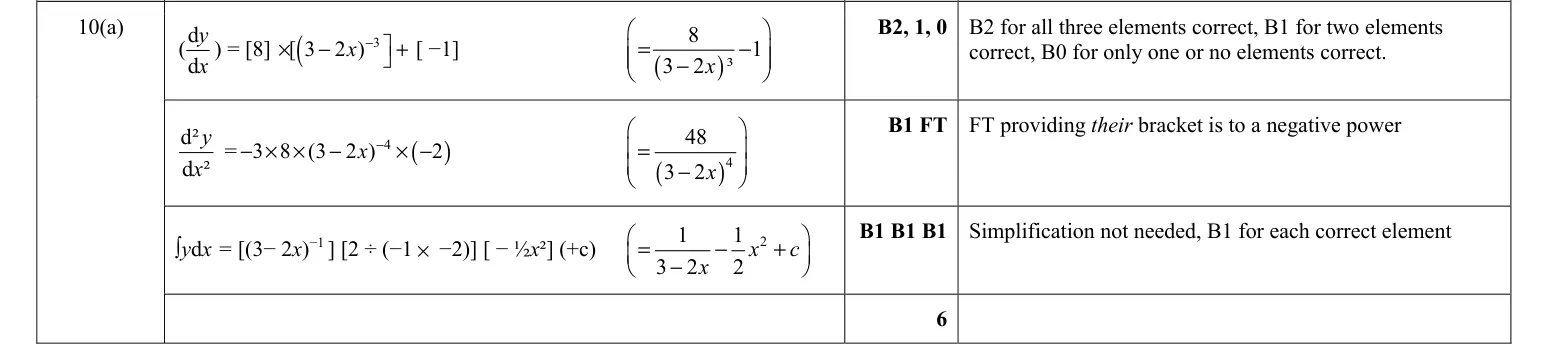 10(a)
(dy/dx) = [8] ×[(3 − 2x)⁻³] + [ −1]
(= 8/(3 − 2x)³ − 1)
B2, 1, 0
B2 for all three elements correct, B1 for two elements
correct, B0 for only one or no elements correct.
d²y/dx² = −3 × 8 × (3 − 2x)⁻⁴ × (−2)
(= 48/(3 − 2x)⁴)
B1 FT
FT providing their bracket is to a negative power
∫ydx = [(3− 2x)⁻¹ ] [2 ÷ (−1 × −2)] [ − ½x²] (+c)
(= 1/(3 − 2x) − 1/2 x² + c)
B1 B1 B1
Simplification not needed, B1 for each correct element
6